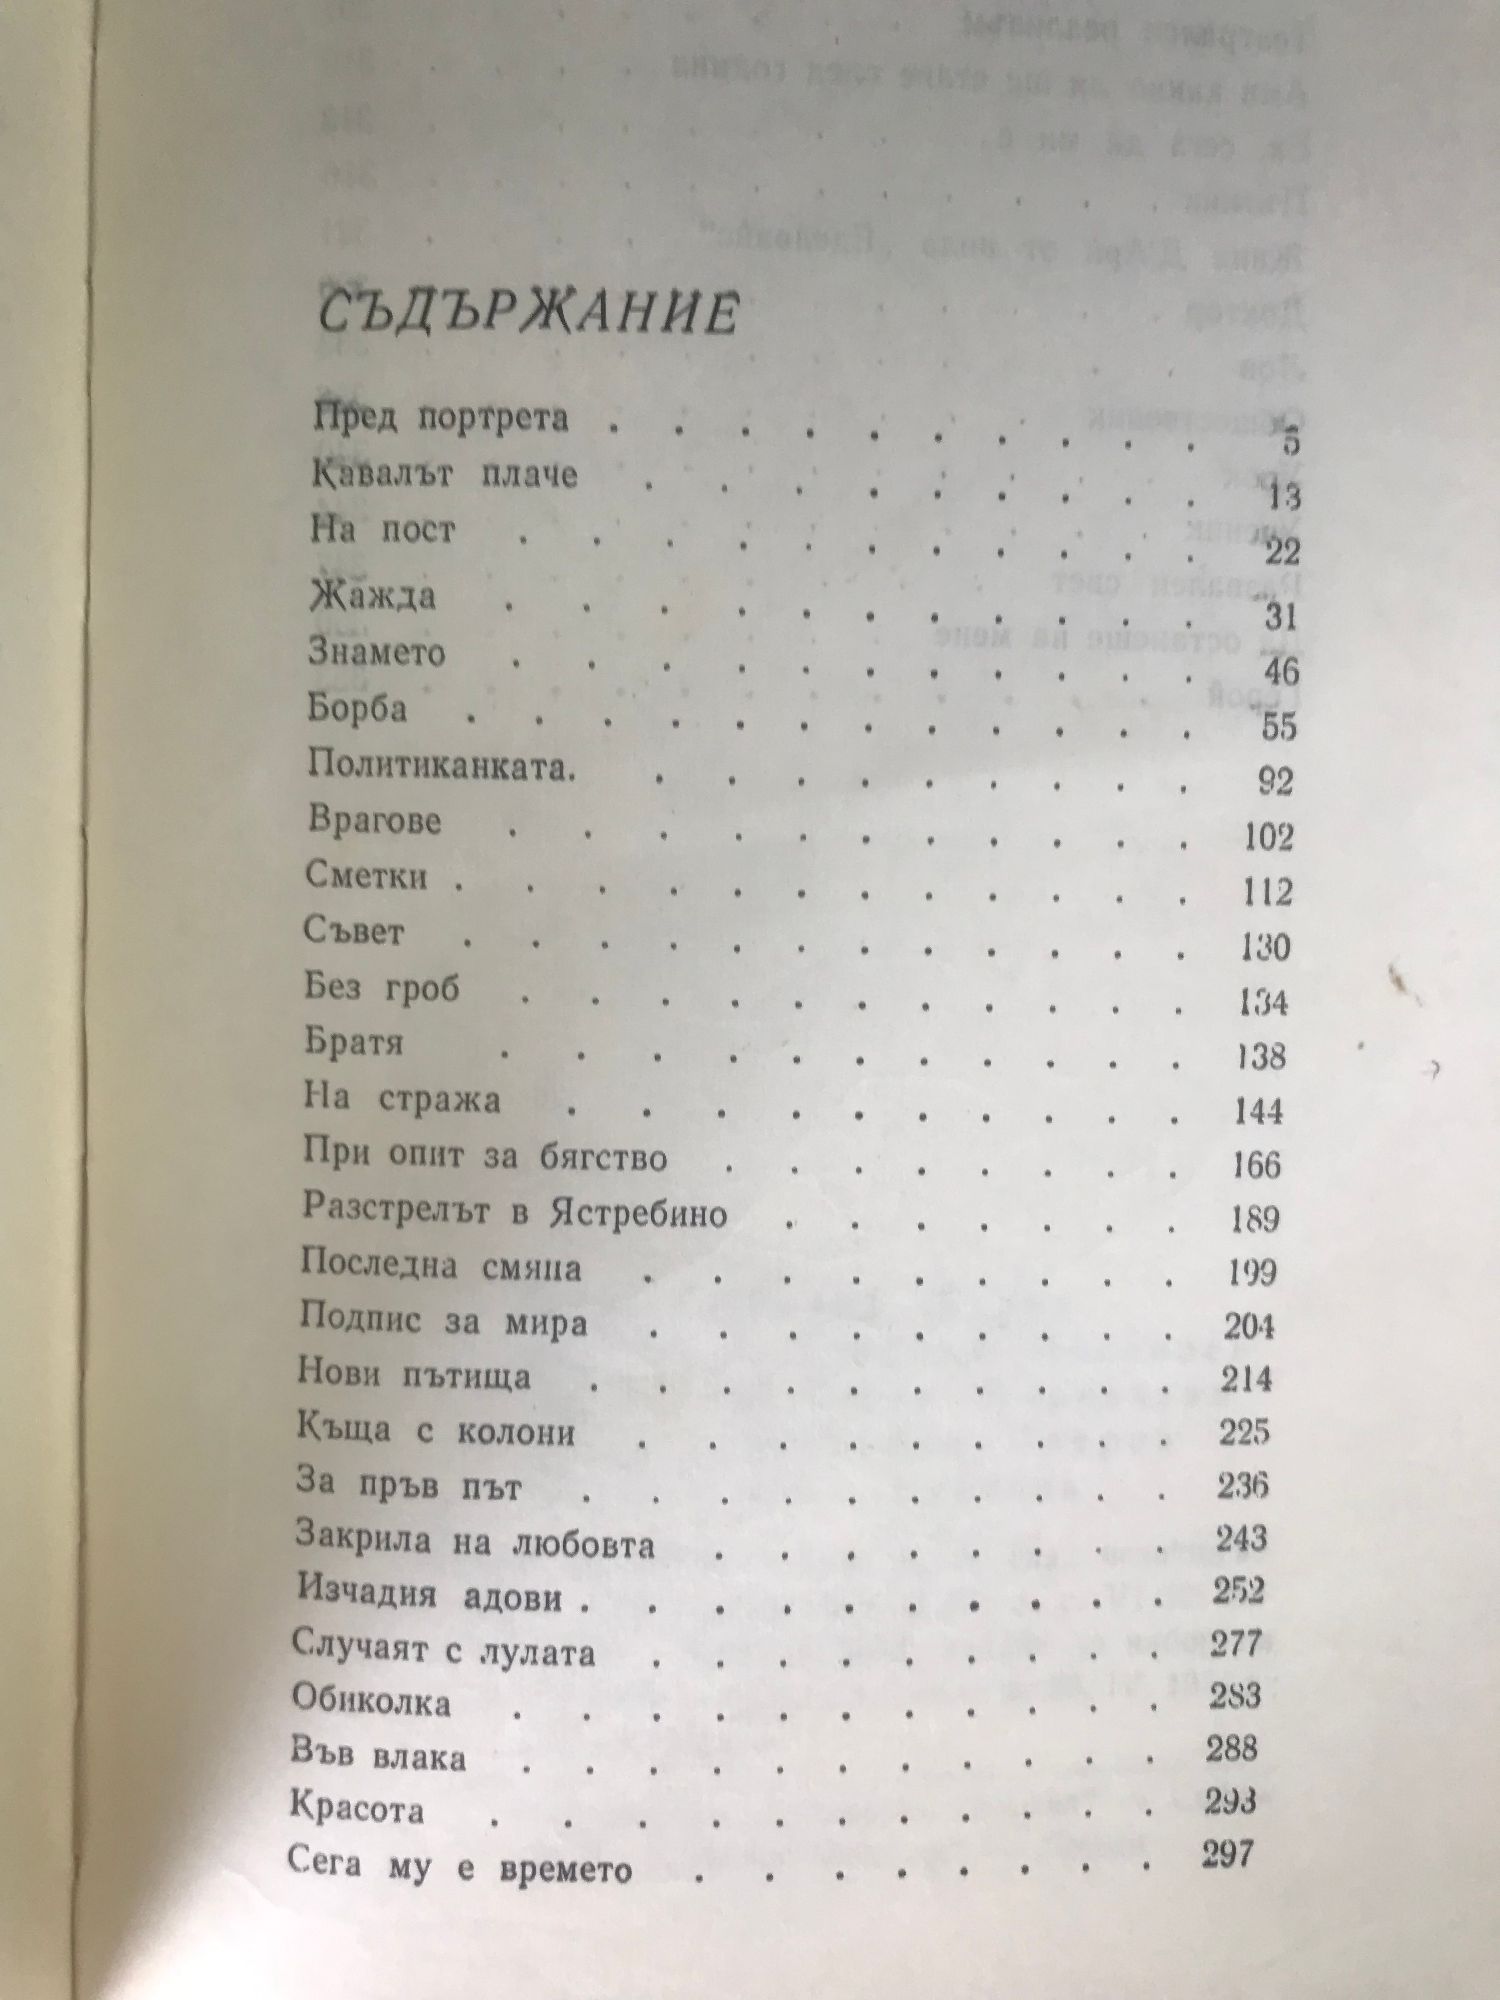 СЪДЪРЖАНИЕ
Пред портрета . . . . . . . . . . 5
Кавалът плаче . . . . . . . . . 13
На пост . . . . . . . . . . . 22
Жажда . . . . . . . . . . . 31
Знамето . . . . . . . . . . . 46
Борба . . . . . . . . . . . . 55
Политиканката. . . . . . . . . . 92
Врагове . . . . . . . . . . . 102
Сметки . . . . . . . . . . . . 112
Съвет . . . . . . . . . . . . 130
Без гроб . . . . . . . . . . . 134
Братя . . . . . . . . . . . 138
На стража . . . . . . . . . . 144
При опит за бягство . . . . . . . . 166
Разстрелът в Ястребино . . . . . . . 189
Последна смяна . . . . . . . . . 199
Подпис за мира . . . . . . . . . 204
Нови пътища . . . . . . . . . . 214
Къща с колони . . . . . . . . . 225
За пръв път . . . . . . . . . . 236
Закрила на любовта . . . . . . . . 243
Изчадия адови . . . . . . . . . . 252
Случаят с лулата . . . . . . . . . 277
Обиколка . . . . . . . . . . . 283
Във влака . . . . . . . . . . . 288
Красота . . . . . . . . . . . 293
Сега му е времето . . . . . . . . 297